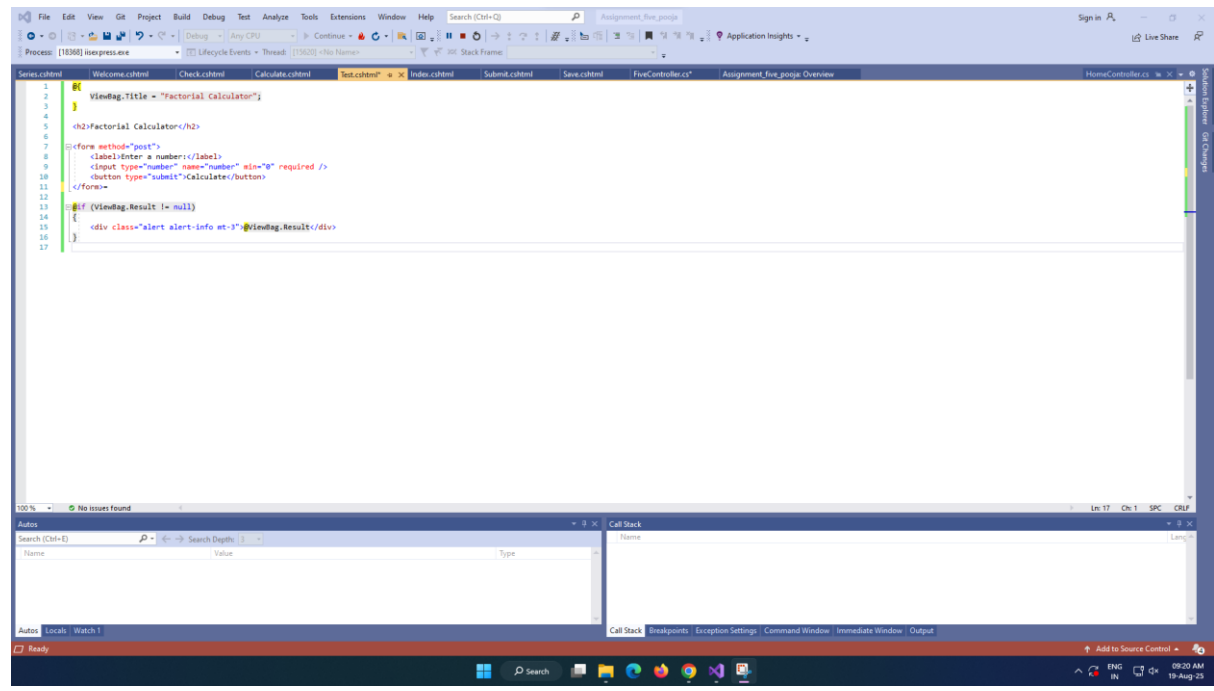 File Edit View Git Project Build Debug Test Analyze Tools Extensions Window Help Search (Ctrl+Q) Assignment_five_pooja Sign in
Debug Any CPU Continue Application Insights Live Share
Process: [18368] iisexpress.exe Lifecycle Events Thread: [15620] <No Name> Stack Frame:
Series.cshtml Welcome.cshtml Check.cshtml Calculate.cshtml Test.cshtml* Index.cshtml Submit.cshtml Save.cshtml FiveController.cs* Assignment_five_pooja: Overview HomeController.cs
Solution Explorer Git Changes
1 @{
2 ViewBag.Title = "Factorial Calculator";
3 }
4
5 <h2>Factorial Calculator</h2>
6
7 <form method="post">
8 <label>Enter a number:</label>
9 <input type="number" name="number" min="0" required />
10 <button type="submit">Calculate</button>
11 </form>=
12
13 @if (ViewBag.Result != null)
14 {
15 <div class="alert alert-info mt-3">@ViewBag.Result</div>
16 }
17
100 % No issues found Ln: 17 Ch: 1 SPC CRLF
Autos Call Stack
Search (Ctrl+E) Search Depth: 3 Name Lang
Name Value Type
Autos Locals Watch 1 Call Stack Breakpoints Exception Settings Command Window Immediate Window Output
Ready Add to Source Control
Search ENG IN 09:20 AM 19-Aug-25